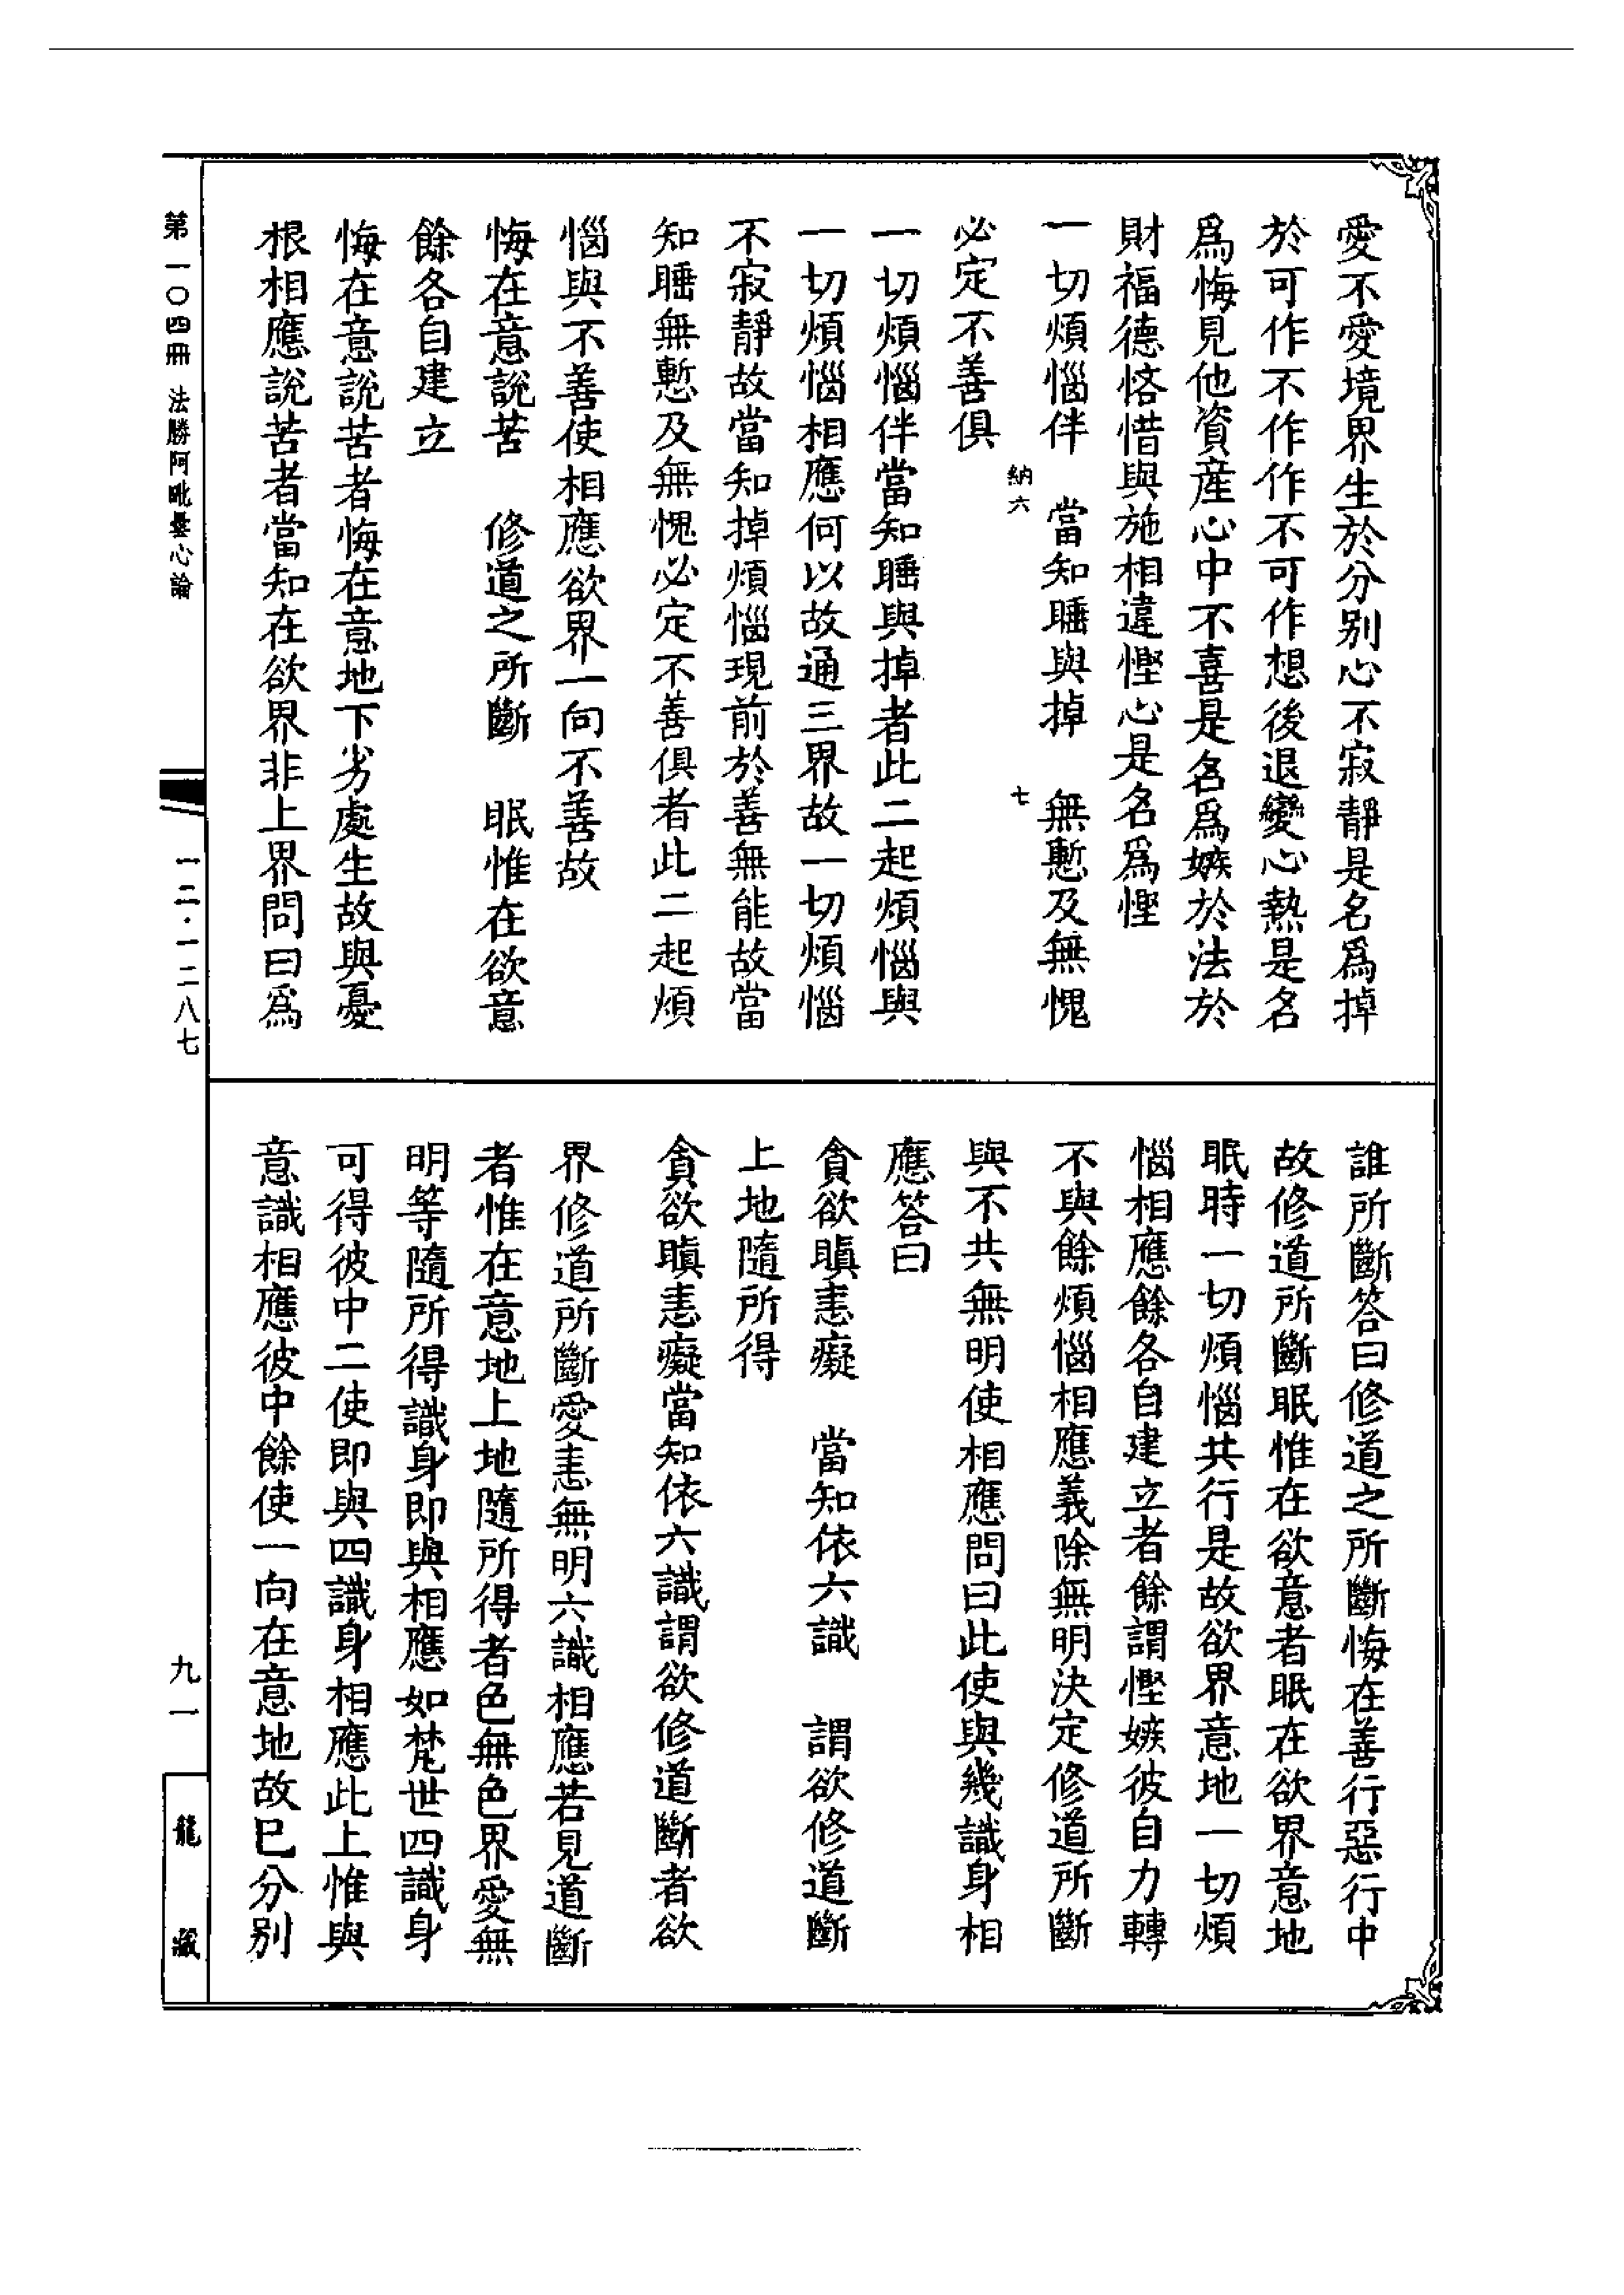 愛不愛境界生於分别心不寂靜是名爲掉
於可作不作作不可作想後退變心熱是名
爲悔見他資産心中不喜是名爲嫉於法於
財福德悋惜與施相違慳心是名爲慳
一切煩惱伴　當知睡與掉　無慙及無愧
納六　七
必定不善俱
一切煩惱伴當知睡與掉者此二起煩惱與
一切煩惱相應何以故通三界故一切煩惱
不寂靜故當知掉煩惱現前於善無能故當
知睡無慙及無愧必定不善俱者此二起煩
惱與不善使相應欲界一向不善故
悔在意說苦　修道之所斷　眠惟在欲意
餘各自建立
悔在意說苦者悔在意地下劣處生故與憂
根相應說苦者當知在欲界非上界問曰爲
誰所斷答曰修道之所斷悔在善行惡行中
故修道所斷眠惟在欲意者眠在欲界意地
眠時一切煩惱共行是故欲界意地一切煩
惱相應餘各自建立者餘謂慳嫉彼自力轉
不與餘煩惱相應義除無明決定修道所斷
與不共無明使相應問曰此使與幾識身相
應答曰
貪欲瞋恚癡　當知依六識　謂欲修道斷
上地隨所得
貪欲瞋恚癡當知依六識謂欲修道斷者欲
界修道所斷愛恚無明六識相應若見道斷
者惟在意地上地隨所得者色無色界愛無
明等隨所得識身即與相應如梵世四識身
可得彼中二使即與四識身相應此上惟與
意識相應彼中餘使一向在意地故已分别
第一〇四冊　法勝阿毗曇心論
一二·一二八七
九一
龍藏